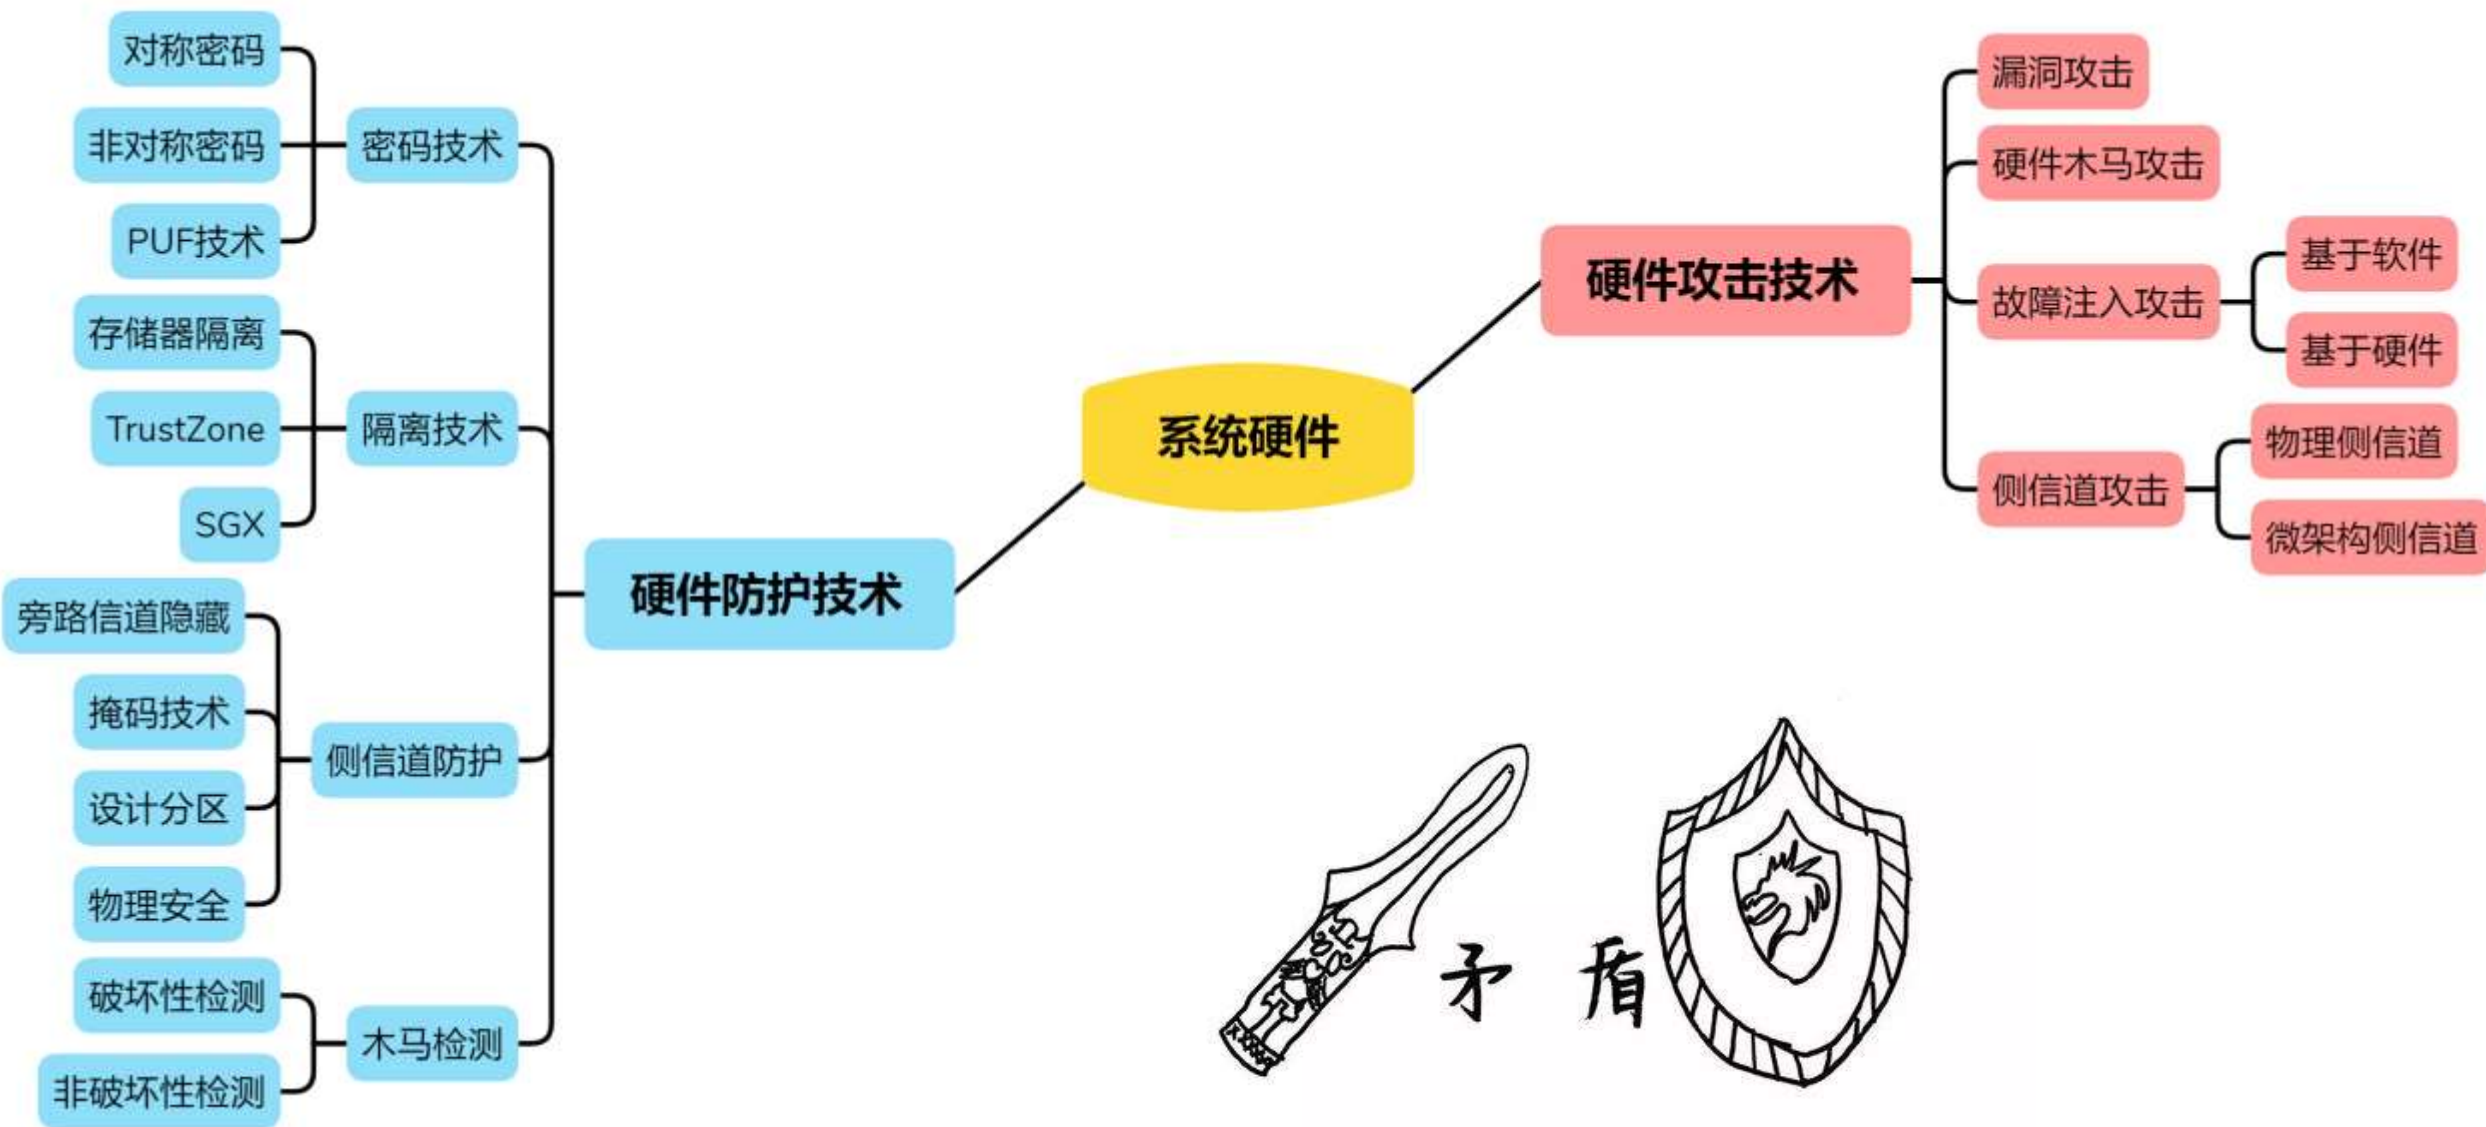 对称密码
非对称密码
PUF技术
密码技术
存储器隔离
TrustZone
SGX
隔离技术
旁路信道隐藏
掩码技术
设计分区
物理安全
侧信道防护
破坏性检测
非破坏性检测
木马检测
硬件防护技术
系统硬件
硬件攻击技术
漏洞攻击
硬件木马攻击
故障注入攻击
基于软件
基于硬件
侧信道攻击
物理侧信道
微架构侧信道
矛 盾